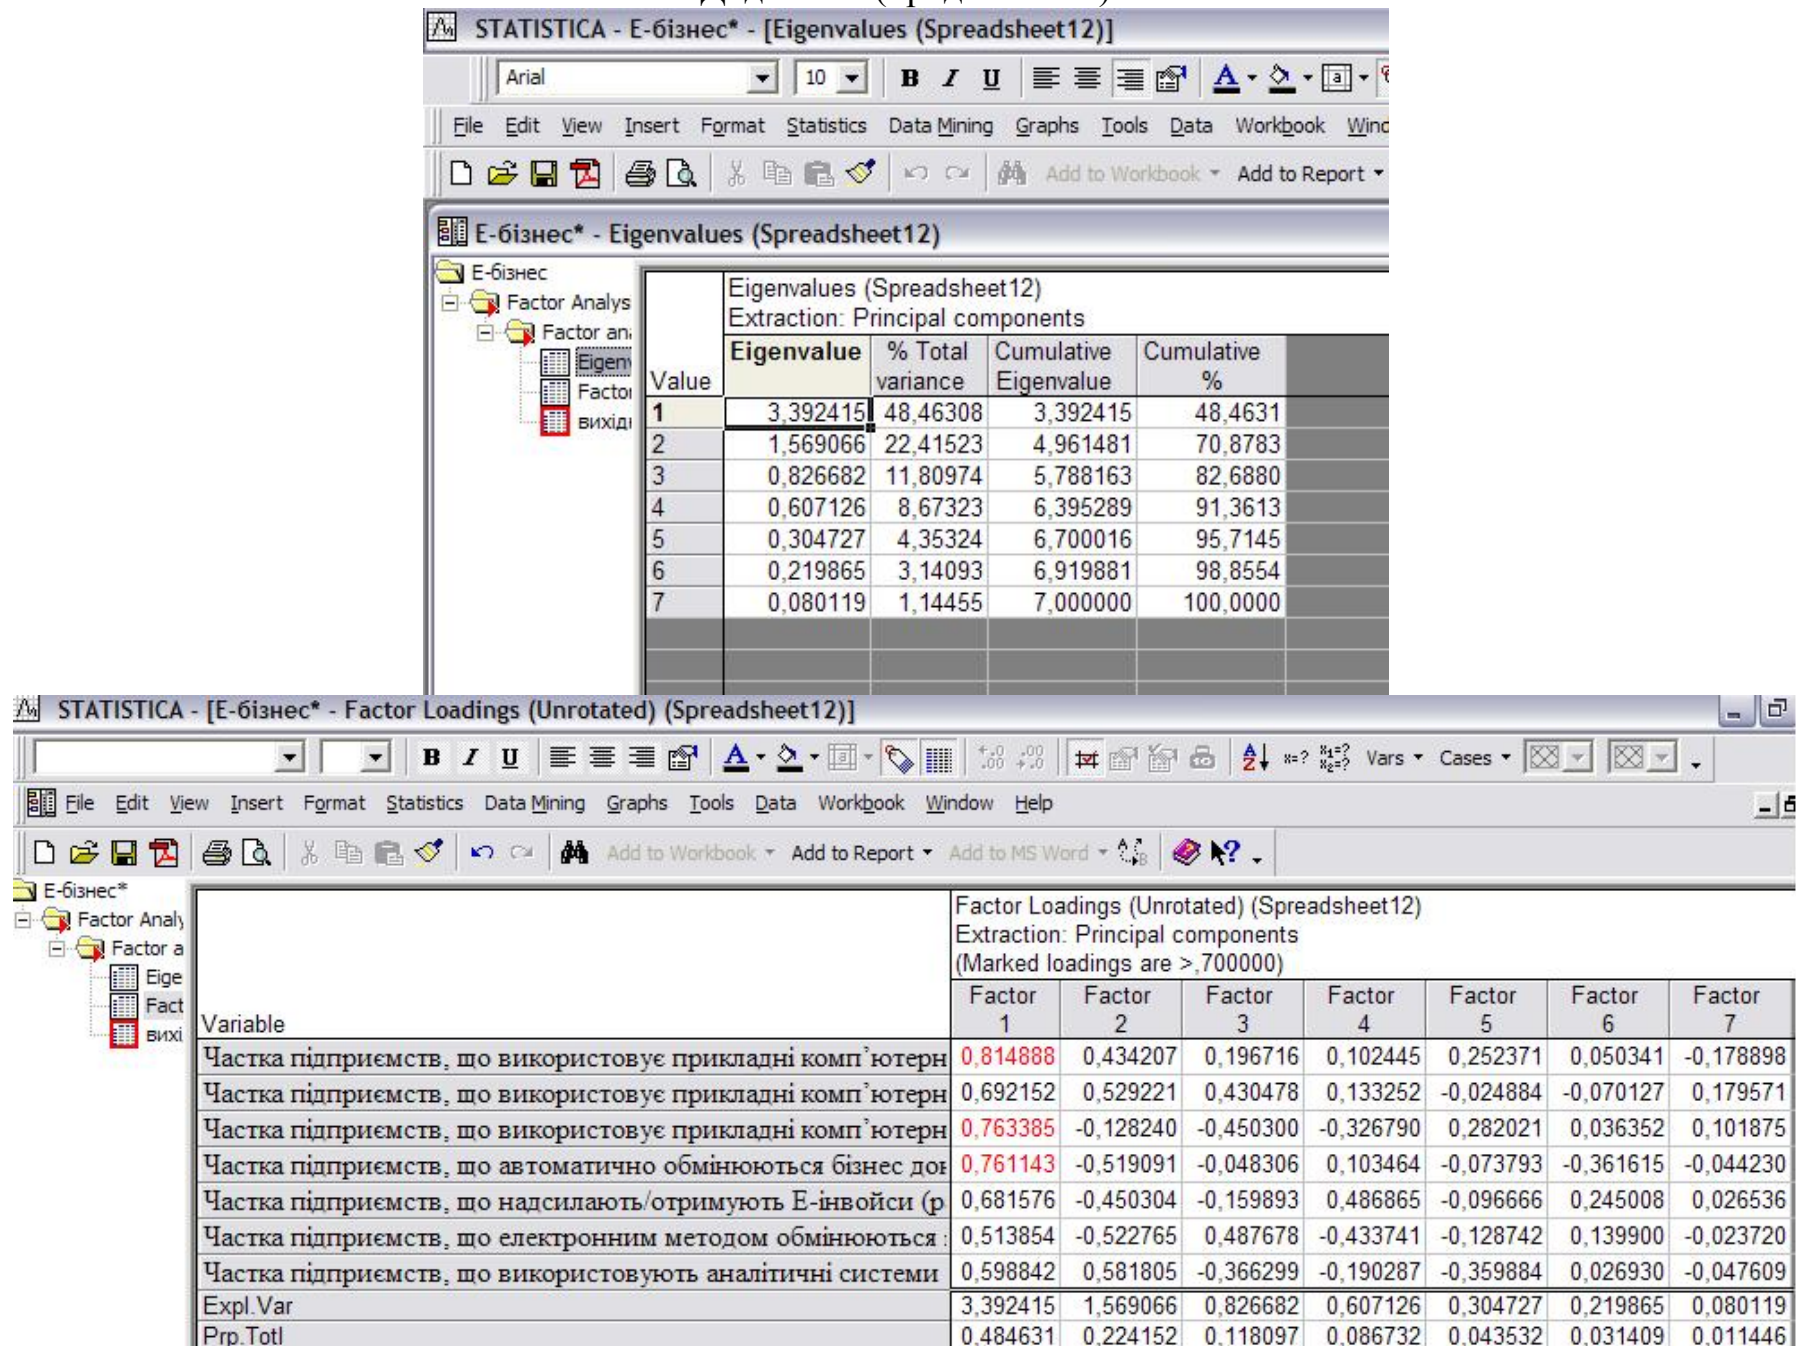 STATISTICA - Е-бізнес* - [Eigenvalues (Spreadsheet12)]
Arial 10 B I U A a
File Edit View Insert Format Statistics Data Mining Graphs Tools Data Workbook Wind
Add to Workbook Add to Report
Е-бізнес* - Eigenvalues (Spreadsheet12)
Е-бізнес
Factor Analys
Factor ana
Eigenv
Factor
вихідн
Eigenvalues (Spreadsheet12)
Extraction: Principal components
Value Eigenvalue % Total variance Cumulative Eigenvalue Cumulative %
1 3,392415 48,46308 3,392415 48,4631
2 1,569066 22,41523 4,961481 70,8783
3 0,826682 11,80974 5,788163 82,6880
4 0,607126 8,67323 6,395289 91,3613
5 0,304727 4,35324 6,700016 95,7145
6 0,219865 3,14093 6,919881 98,8554
7 0,080119 1,14455 7,000000 100,0000
STATISTICA - [Е-бізнес* - Factor Loadings (Unrotated) (Spreadsheet12)]
B I U A Vars Cases
File Edit View Insert Format Statistics Data Mining Graphs Tools Data Workbook Window Help
Add to Workbook Add to Report Add to MS Word
Е-бізнес*
Factor Analy
Factor a
Eige
Fact
вихі
Factor Loadings (Unrotated) (Spreadsheet12)
Extraction: Principal components
(Marked loadings are >,700000)
Variable Factor 1 Factor 2 Factor 3 Factor 4 Factor 5 Factor 6 Factor 7
Частка підприємств, що використовує прикладні комп’ютерн 0,814888 0,434207 0,196716 0,102445 0,252371 0,050341 -0,178898
Частка підприємств, що використовує прикладні комп’ютерн 0,692152 0,529221 0,430478 0,133252 -0,024884 -0,070127 0,179571
Частка підприємств, що використовує прикладні комп’ютерн 0,763385 -0,128240 -0,450300 -0,326790 0,282021 0,036352 0,101875
Частка підприємств, що автоматично обмінюються бізнес док 0,761143 -0,519091 -0,048306 0,103464 -0,073793 -0,361615 -0,044230
Частка підприємств, що надсилають/отримують Е-інвойси (р 0,681576 -0,450304 -0,159893 0,486865 -0,096666 0,245008 0,026536
Частка підприємств, що електронним методом обмінюються 0,513854 -0,522765 0,487678 -0,433741 -0,128742 0,139900 -0,023720
Частка підприємств, що використовують аналітичні системи 0,598842 0,581805 -0,366299 -0,190287 -0,359884 0,026930 -0,047609
Expl.Var 3,392415 1,569066 0,826682 0,607126 0,304727 0,219865 0,080119
Prp.Totl 0,484631 0,224152 0,118097 0,086732 0,043532 0,031409 0,011446